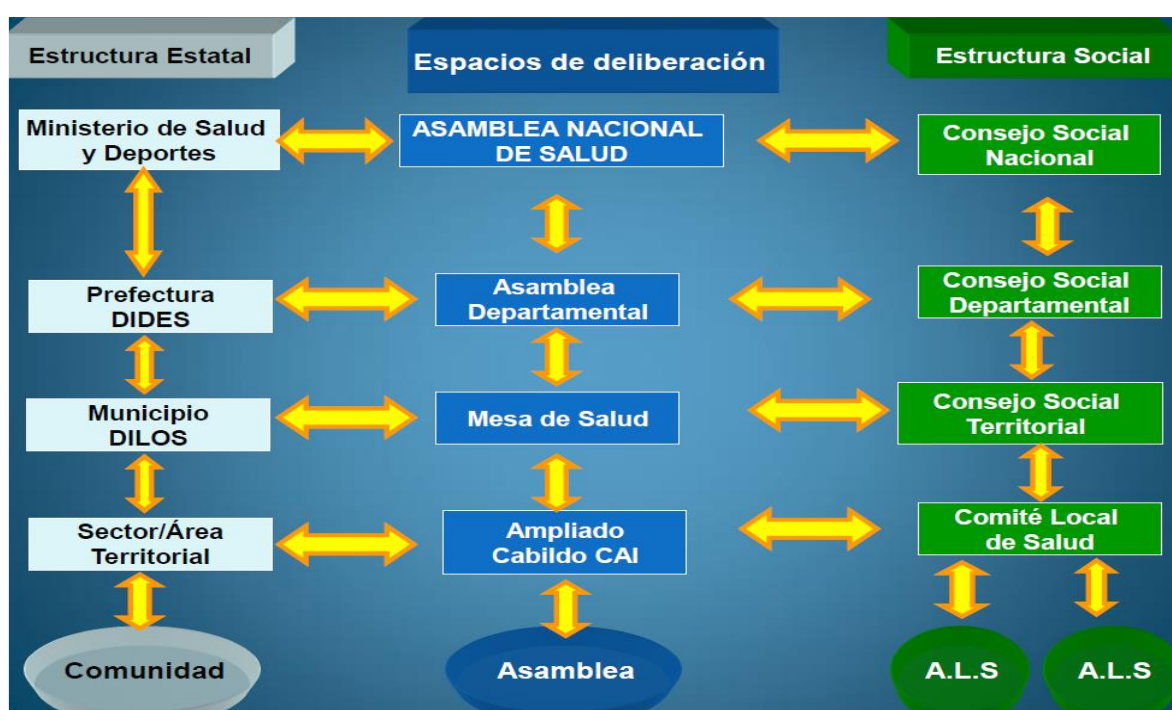 Estructura Estatal
Espacios de deliberación
Estructura Social
Ministerio de Salud
y Deportes
ASAMBLEA NACIONAL
DE SALUD
Consejo Social
Nacional
Prefectura
DIDES
Asamblea
Departamental
Consejo Social
Departamental
Municipio
DILOS
Mesa de Salud
Consejo Social
Territorial
Sector/Área
Territorial
Ampliado
Cabildo CAI
Comité Local
de Salud
Comunidad
Asamblea
A.L.S
A.L.S